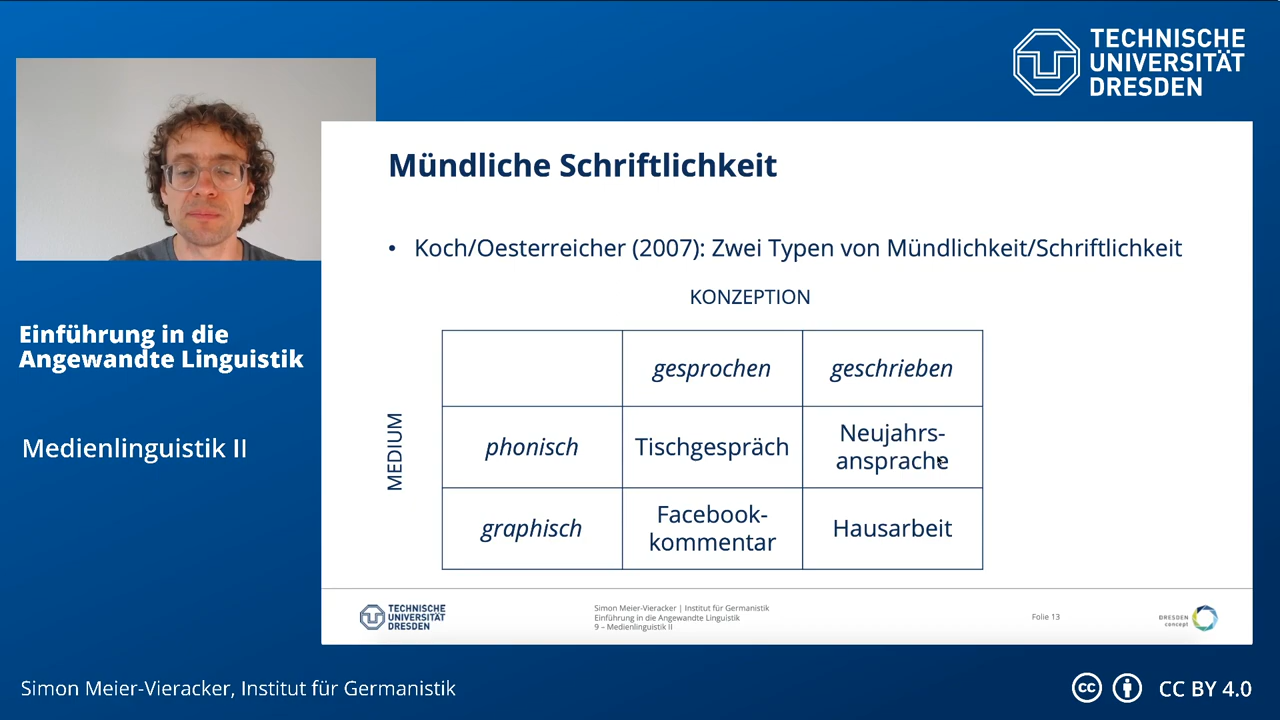 TECHNISCHE
UNIVERSITÄT
DRESDEN
Mündliche Schriftlichkeit
• Koch/Oesterreicher (2007): Zwei Typen von Mündlichkeit/Schriftlichkeit
KONZEPTION
MEDIUM
gesprochen geschrieben
phonisch Tischgespräch Neujahrs-
ansprache
graphisch Facebook-
kommentar Hausarbeit
TECHNISCHE
UNIVERSITÄT
DRESDEN
Simon Meier-Vieracker | Institut für Germanistik
Einführung in die Angewandte Linguistik
9 – Medienlinguistik II
Folie 13
DRESDEN
concept
Einführung in die
Angewandte Linguistik
Medienlinguistik II
Simon Meier-Vieracker, Institut für Germanistik
cc CC BY 4.0